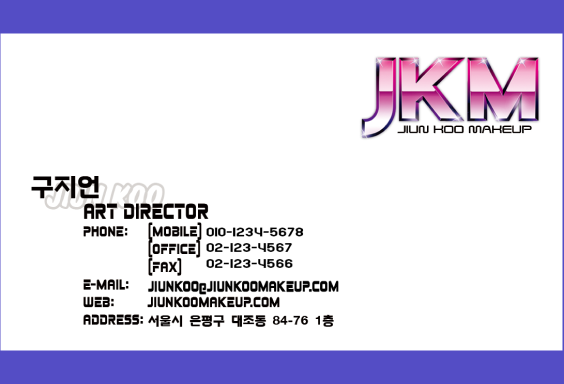 JKM
JIUN KOO MAKEUP
구지언
JIUN KOO
ART DIRECTOR
PHONE: [MOBILE] 010-1234-5678
[OFFICE] 02-123-4567
[FAX] 02-123-4566
E-MAIL: JIUNKOO@JIUNKOOMAKEUP.COM
WEB: JIUNKOOMAKEUP.COM
ADDRESS: 서울시 은평구 대조동 84-76 1층